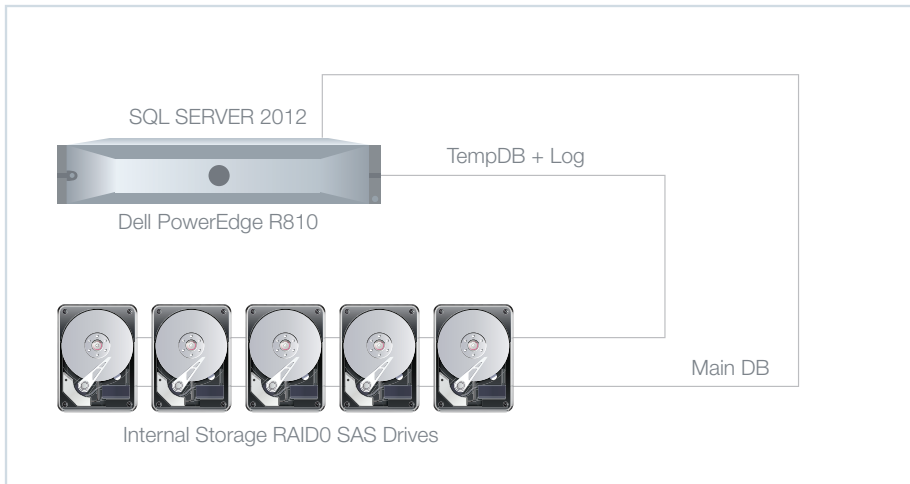 SQL SERVER 2012
TempDB + Log
Dell PowerEdge R810
Main DB
Internal Storage RAID0 SAS Drives